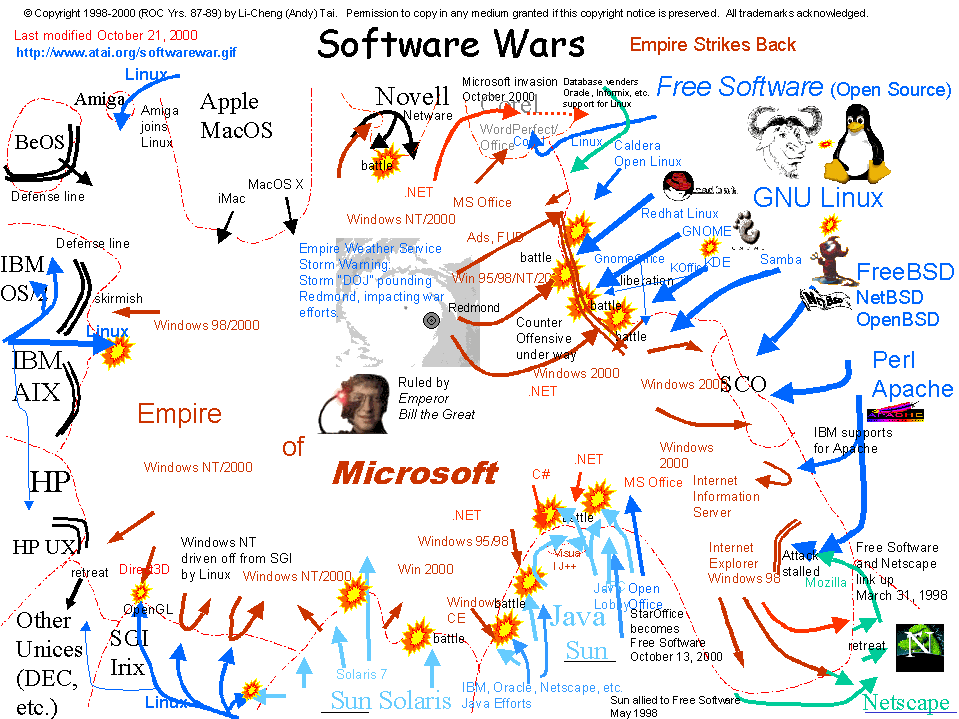 © Copyright 1998-2000 (ROC Yrs. 87-89) by Li-Cheng (Andy) Tai.   Permission to copy in any medium granted if this copyright notice is preserved.  All trademarks acknowledged.
Last modified October 21, 2000
http://www.atai.org/softwarewar.gif
Software Wars
Empire Strikes Back
Linux
Amiga
Amiga
joins
Linux
Apple
MacOS
BeOS
Defense line
MacOS X
iMac
Novell
Netware
battle
.NET
Windows NT/2000
Microsoft invasion
October 2000
Corel
WordPerfect/
Office
Corel
Linux
MS Office
Database venders
Oracle, Informix, etc.
support for Linux
Caldera
Open Linux
Free Software (Open Source)
GNU Linux
redhat
Redhat Linux
GNOME
KDE
Samba
FreeBSD
NetBSD
OpenBSD
Defense line
IBM
OS/2
skirmish
Windows 98/2000
Linux
IBM
AIX
Empire Weather Service
Storm Warning:
Storm "DOJ" pounding
Redmond, impacting war
efforts
Redmond
Ads, FUD
battle
Win 95/98/NT/20
GnomeOffice
KOffice
liberation
battle
battle
Counter
Offensive
under way
Windows 2000
.NET
Windows 200
SCO
Perl
Apache
APACHE
IBM supports
for Apache
Ruled by
Emperor
Bill the Great
Empire
of
Microsoft
Windows NT/2000
HP
HP UX
retreat
Other
Unices
(DEC,
etc.)
Direct3D
OpenGL
SGI
Irix
Linux
Windows NT
driven off from SGI
by Linux
Windows NT/2000
Solaris 7
Sun Solaris
Win 2000
battle
.NET
Windows 95/98
Windows
CE
battle
C#
.NET
battle
Visua
l J++
Java
Lobby
Java
Sun
IBM, Oracle, Netscape, etc.
Java Efforts
MS Office
Open
Office
StarOffice
becomes
Free Software
October 13, 2000
Sun allied to Free Software
May 1998
Windows
2000
Internet
Information
Server
Internet
Explorer
Windows 98
Attack
stalled
Mozilla
Free Software
and Netscape
link up
March 31, 1998
retreat
N
Netscape